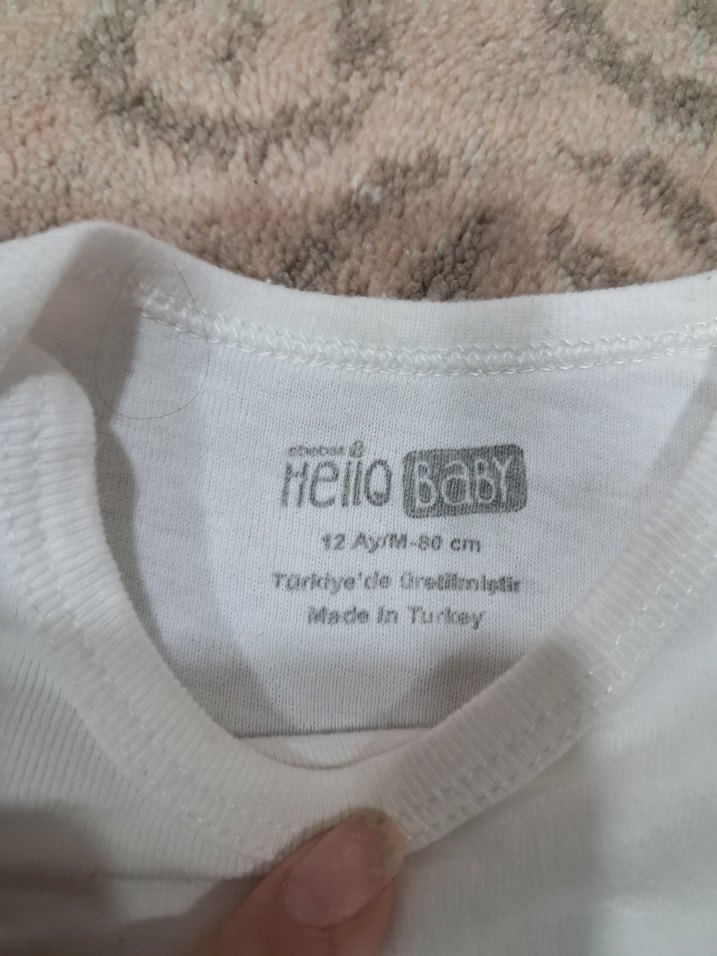 ebebek
Hello BABY
12 Ay/M-80 cm
Türkiye'de Üretilmiştir
Made in Turkey